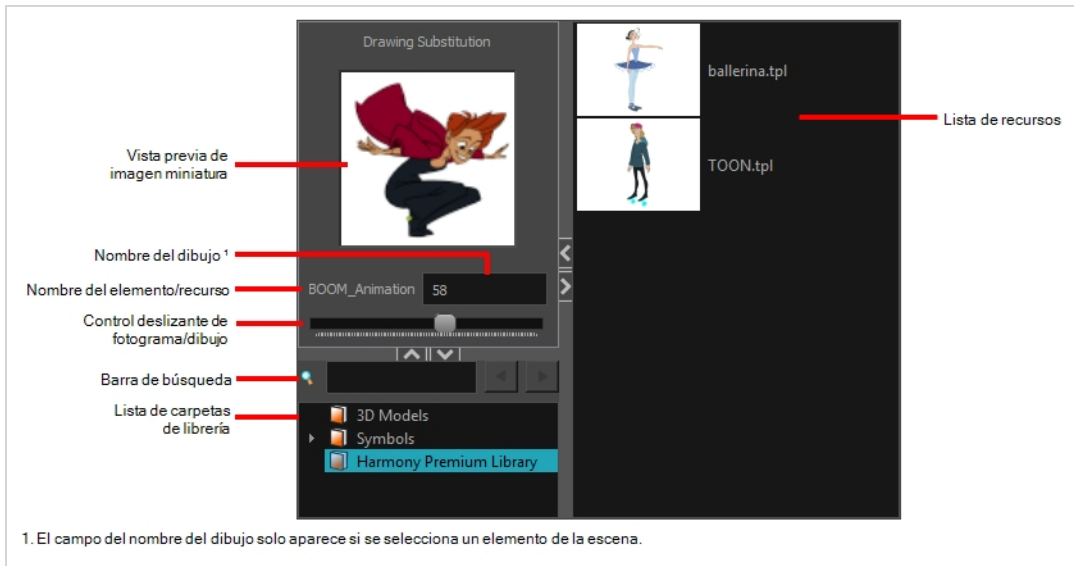 Drawing Substitution
ballerina.tpl
Lista de recursos
Vista previa de
imagen miniatura
TOON.tpl
Nombre del dibujo ¹
Nombre del elemento/recurso
BOOM_Animation 58
Control deslizante de
fotograma/dibujo
Barra de búsqueda
Lista de carpetas
de librería
3D Models
Symbols
Harmony Premium Library
1. El campo del nombre del dibujo solo aparece si se selecciona un elemento de la escena.